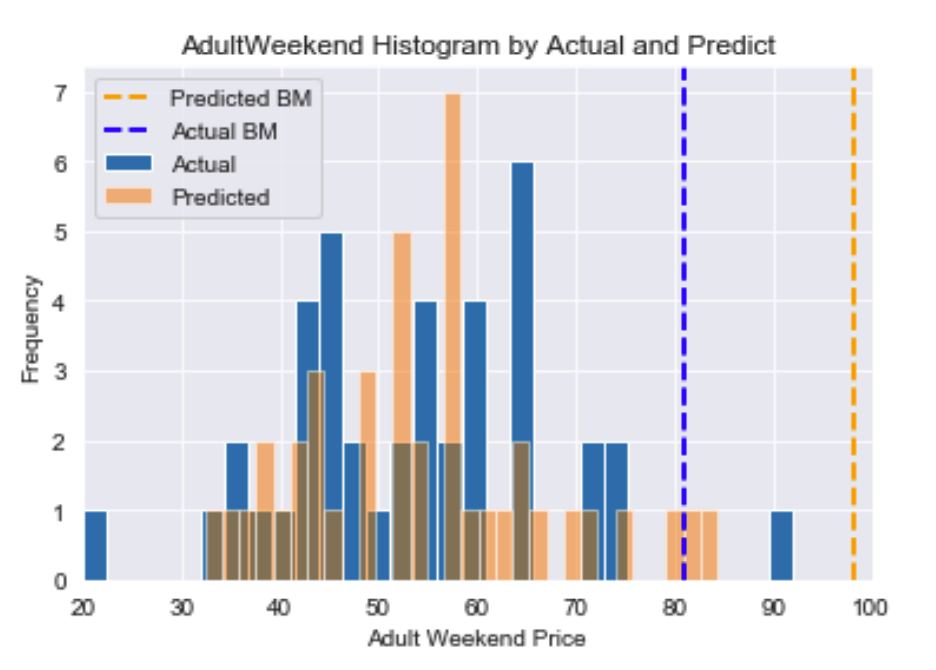 AdultWeekend Histogram by Actual and Predict
Predicted BM
Actual BM
Actual
Predicted
7
6
5
4
3
2
1
0
Frequency
20 30 40 50 60 70 80 90 100
Adult Weekend Price